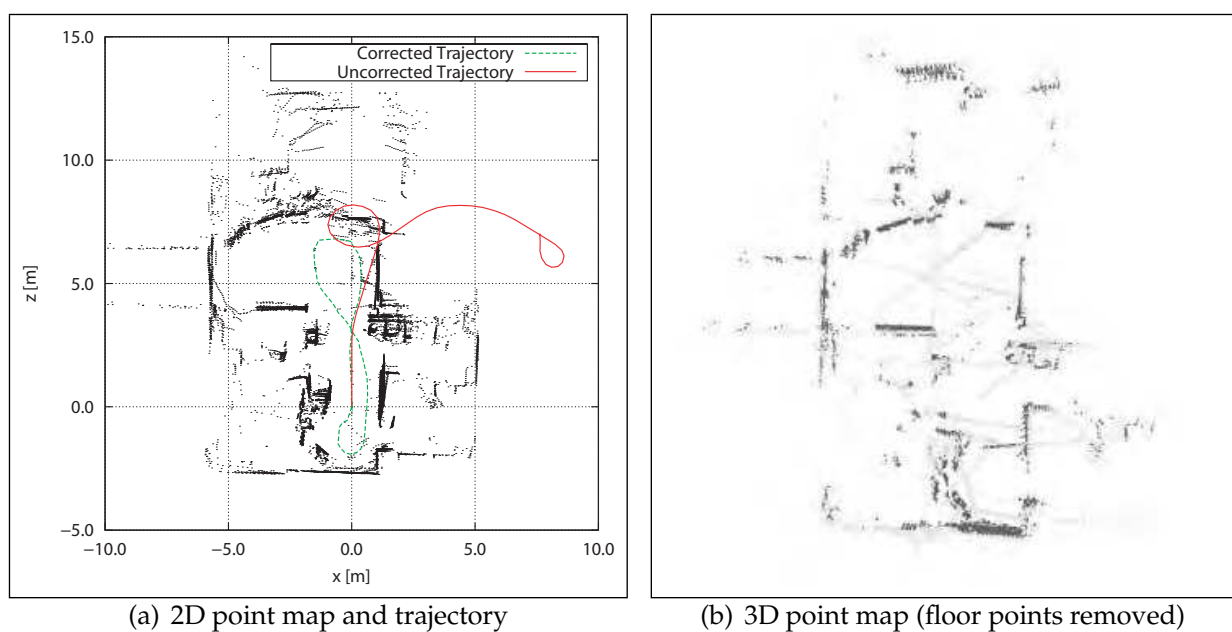 15.0
Corrected Trajectory
Uncorrected Trajectory
10.0
z [m]
5.0
0.0
−5.0
−10.0 −5.0 0.0 5.0 10.0
x [m]
(a) 2D point map and trajectory
(b) 3D point map (floor points removed)